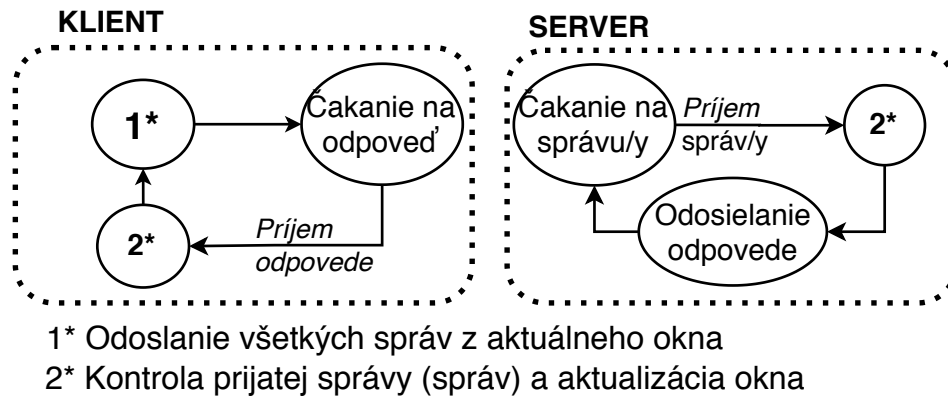 KLIENT
1*
Čakanie na
odpoveď
2*
Príjem
odpovede
SERVER
Čakanie na
správu/y
Príjem
správ/y
2*
Odosielanie
odpovede
1* Odoslanie všetkých správ z aktuálneho okna
2* Kontrola prijatej správy (správ) a aktualizácia okna